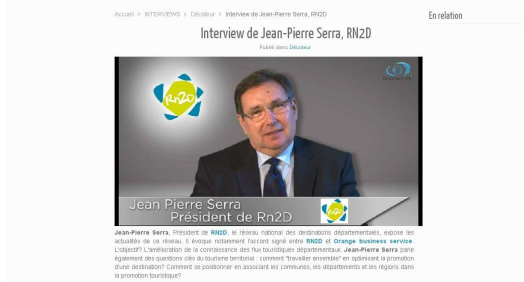 Accueil > INTERVIEWS > Décideur > Interview de Jean-Pierre Serra, RN2D
En relation
Interview de Jean-Pierre Serra, RN2D
Publié dans Décideur
Rn2D
Jean Pierre Serra
Président de Rn2D
Jean-Pierre Serra, Président de RN2D, le réseau national des destinations départementales, expose les
actualités de ce réseau. Il évoque notamment l'accord signé entre RN2D et Orange business service.
L'objectif? L'amélioration de la connaissance des flux touristiques départementaux. Jean-Pierre Serra parle
également des questions clés du tourisme territorial : comment "travailler ensemble" en optimisant la promotion
d'une destination? Comment se positionner en associant les communes, les départements et les régions dans
la promotion touristique?